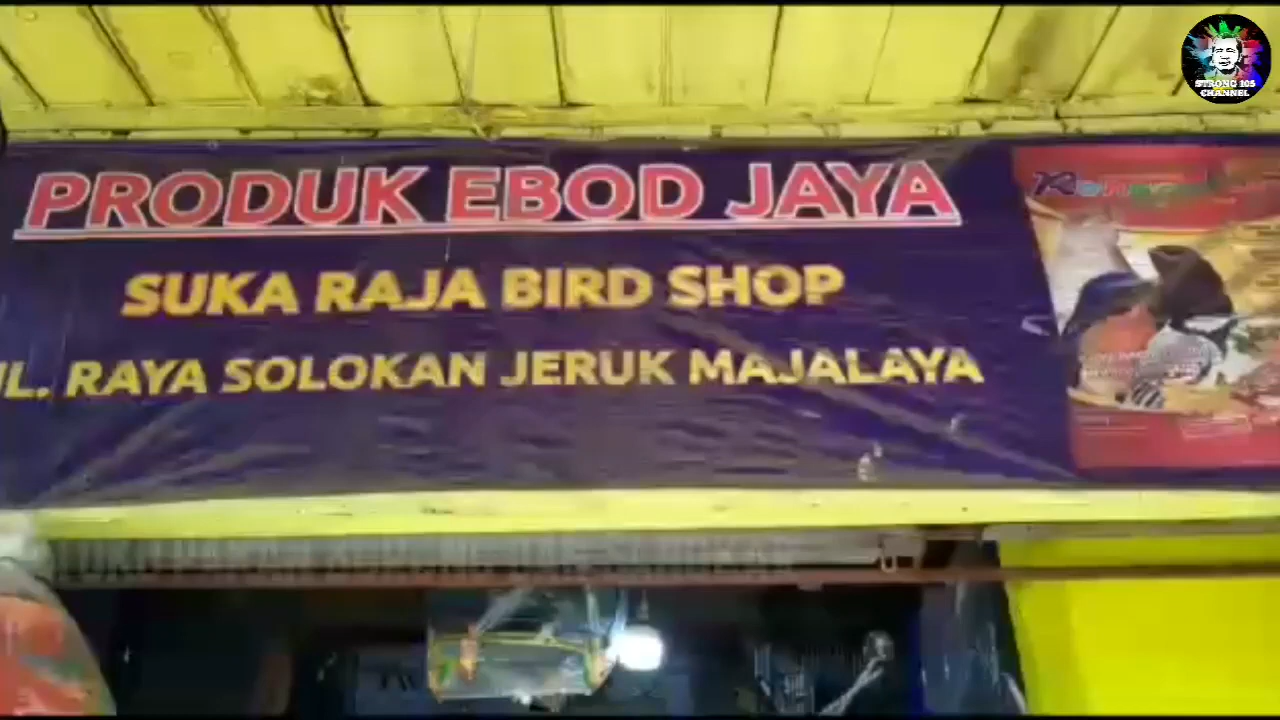 STRONG 105
CHANNEL
PRODUK EBOD JAYA
SUKA RAJA BIRD SHOP
JL. RAYA SOLOKAN JERUK MAJALAYA